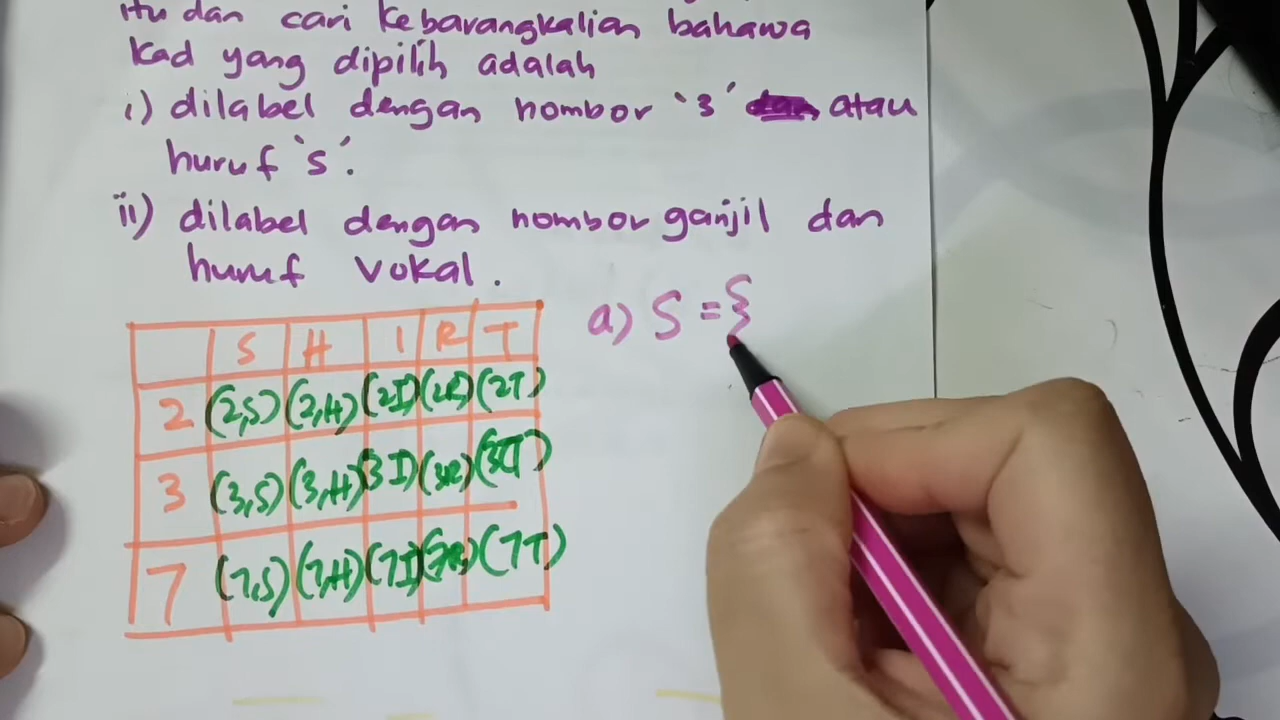 itu dan cari kebarangkalian bahawa
kad yang dipilih adalah
i) dilabel dengan nombor '3' atau
huruf 's'.
ii) dilabel dengan nombor ganjil dan
huruf vokal.
a) S = {
S H I R T
2 (2,S) (2,H) (2I) (2R) (2T)
3 (3,S) (3,H) (3I) (3R) (3T)
7 (7,S) (7,H) (7I) (7R) (7T)